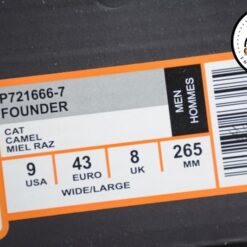 P721666-7
FOUNDER
CAT
CAMEL
MIEL RAZ
MEN
HOMMES
9 43 8 265
USA EURO UK MM
WIDE/LARGE